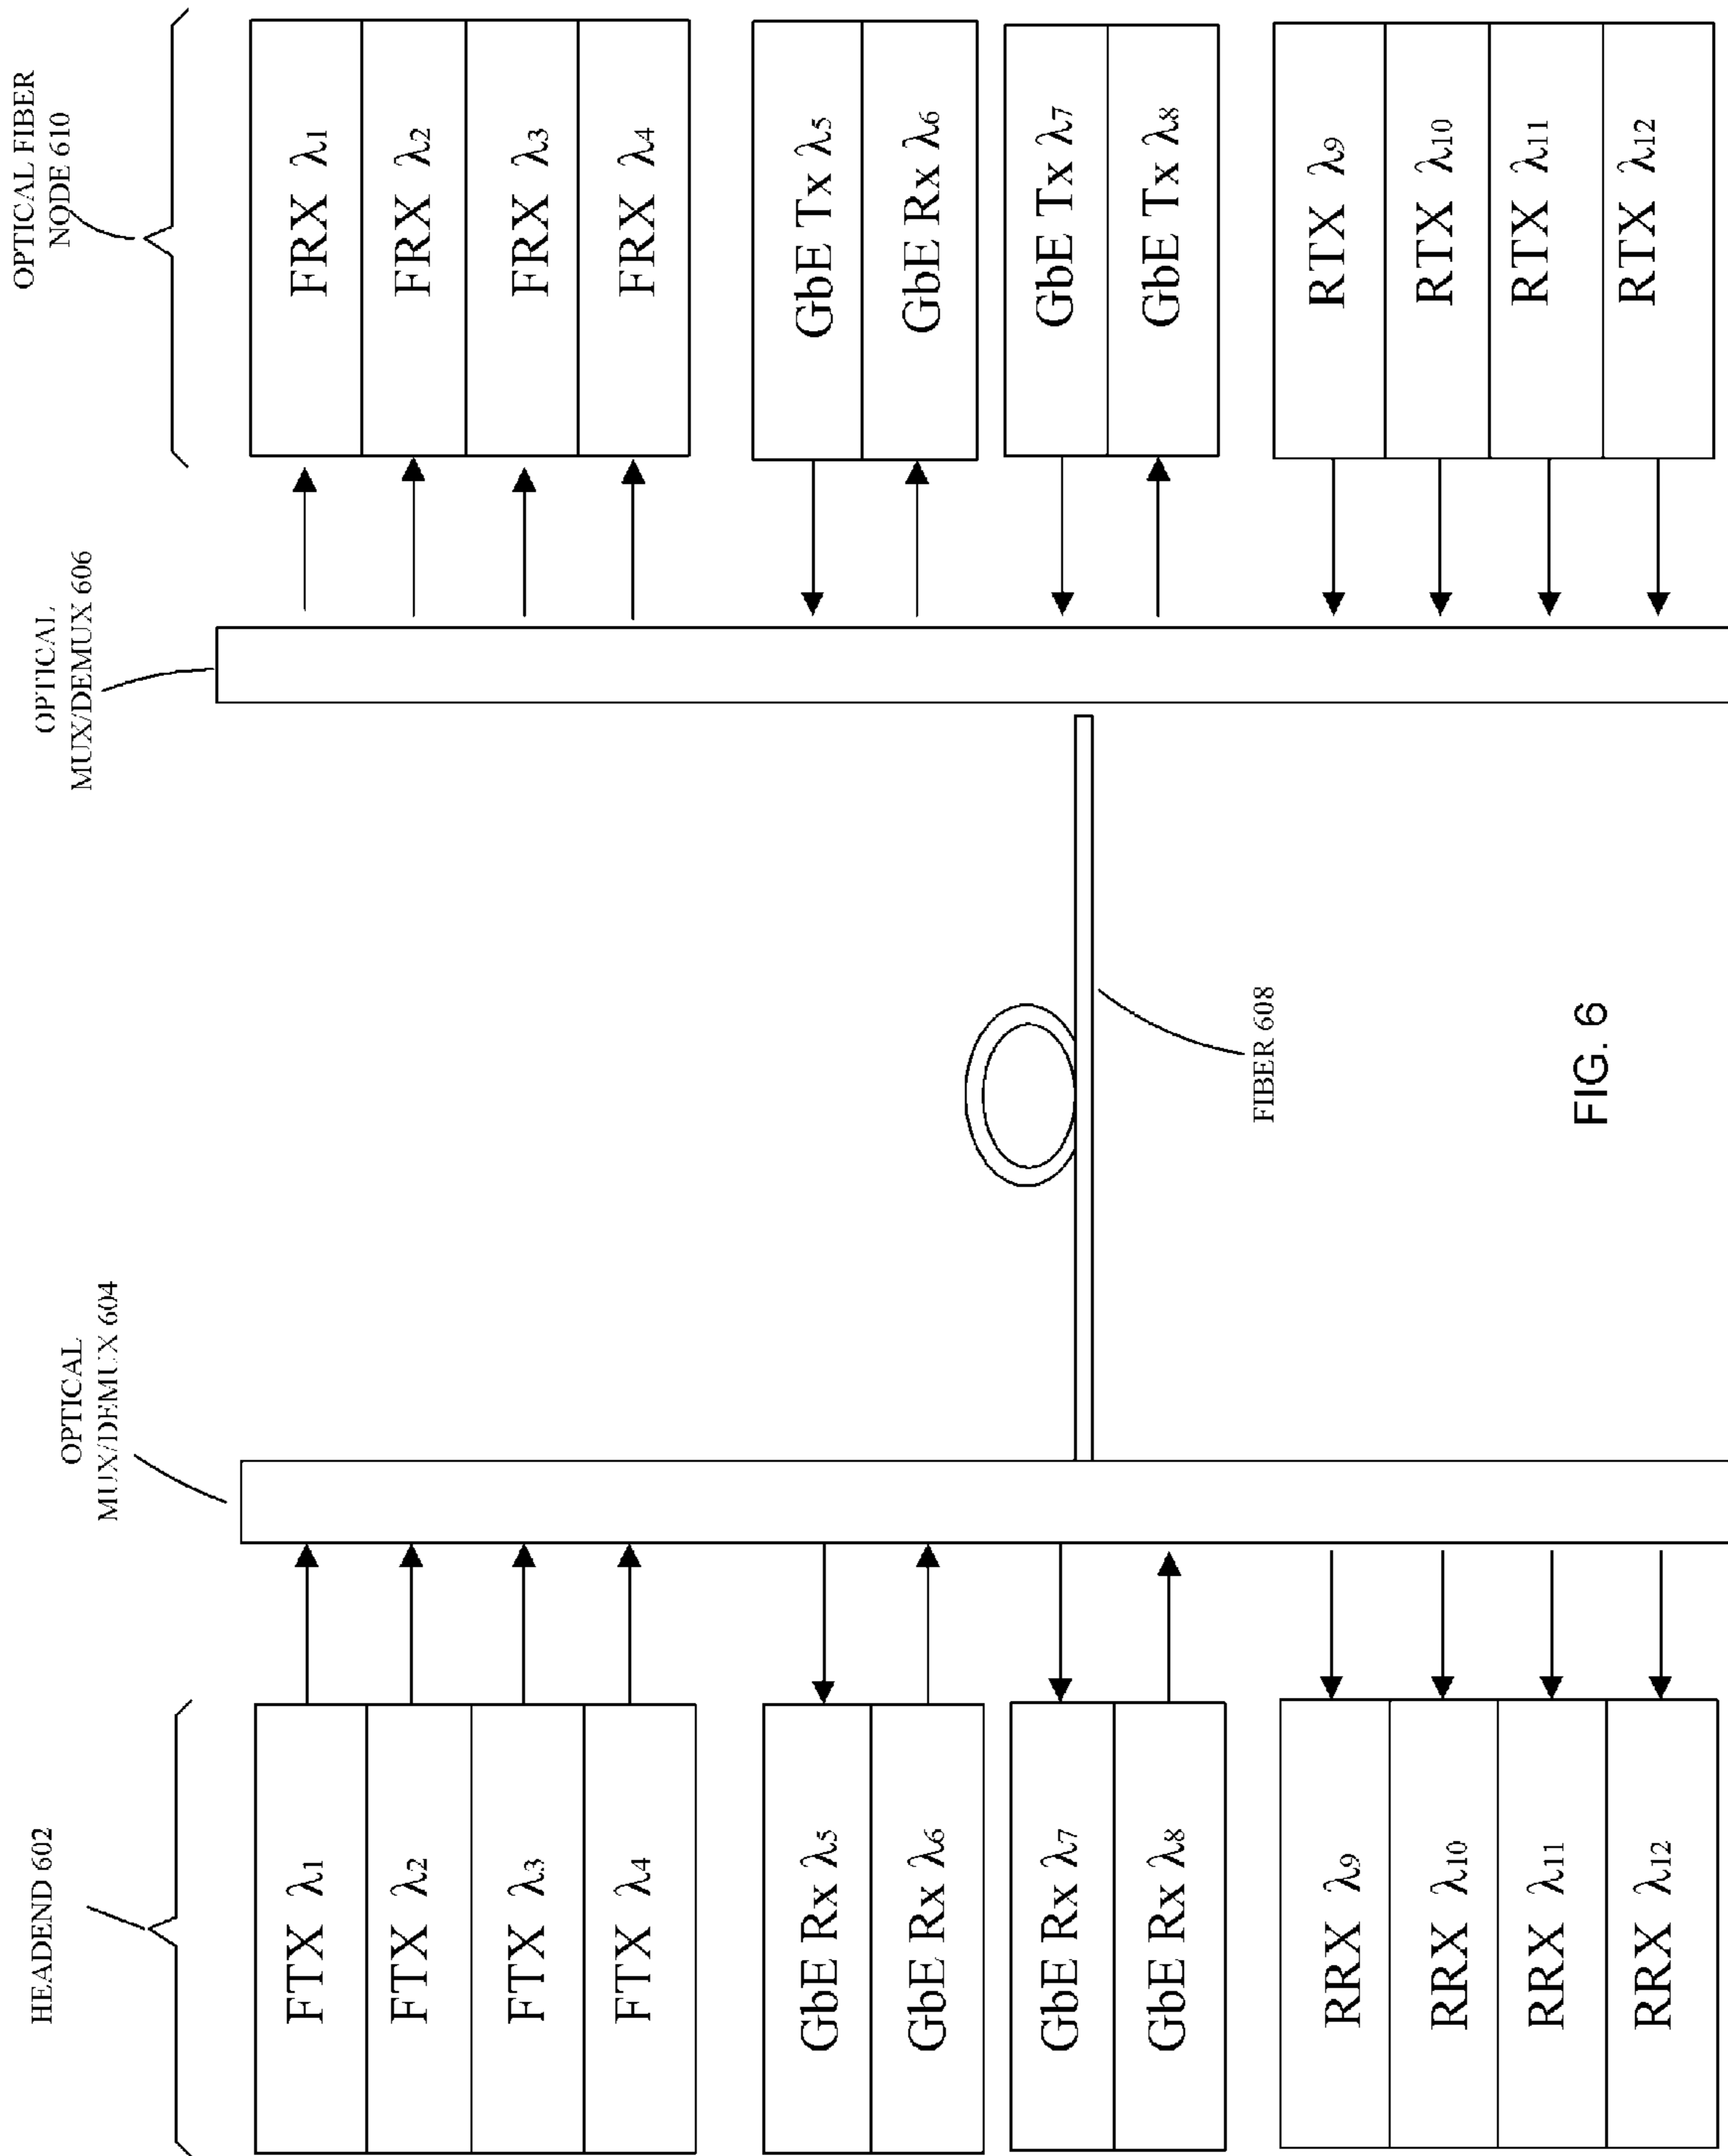 HEADEND 602
FTX λ1
FTX λ2
FTX λ3
FTX λ4
GbE Rx λ5
GbE Rx λ6
GbE Rx λ7
GbE Rx λ8
RRX λ9
RRX λ10
RRX λ11
RRX λ12
OPTICAL
MUX/DEMUX 604
FIBER 608
OPTICAL
MUX/DEMUX 606
OPTICAL FIBER
NODE 610
FRX λ1
FRX λ2
FRX λ3
FRX λ4
GbE Tx λ5
GbE Rx λ6
GbE Tx λ7
GbE Tx λ8
RTX λ9
RTX λ10
RTX λ11
RTX λ12
FIG. 6